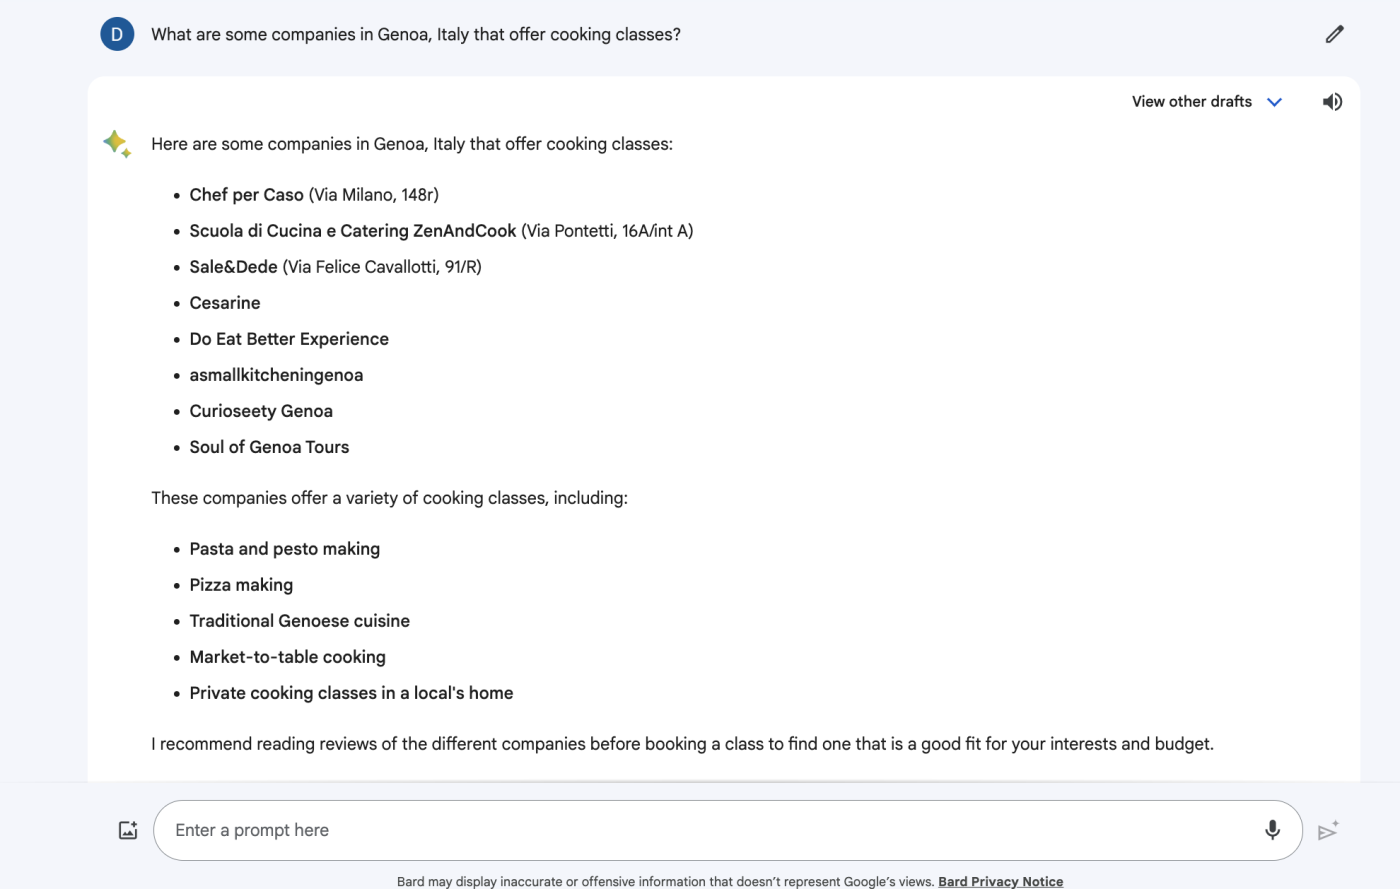 D
What are some companies in Genoa, Italy that offer cooking classes?
View other drafts
Here are some companies in Genoa, Italy that offer cooking classes:
• Chef per Caso (Via Milano, 148r)
• Scuola di Cucina e Catering ZenAndCook (Via Pontetti, 16A/int A)
• Sale&Dede (Via Felice Cavallotti, 91/R)
• Cesarine
• Do Eat Better Experience
• asmallkitcheningenoa
• Curioseety Genoa
• Soul of Genoa Tours
These companies offer a variety of cooking classes, including:
• Pasta and pesto making
• Pizza making
• Traditional Genoese cuisine
• Market-to-table cooking
• Private cooking classes in a local's home
I recommend reading reviews of the different companies before booking a class to find one that is a good fit for your interests and budget.
Enter a prompt here
Bard may display inaccurate or offensive information that doesn’t represent Google’s views. Bard Privacy Notice